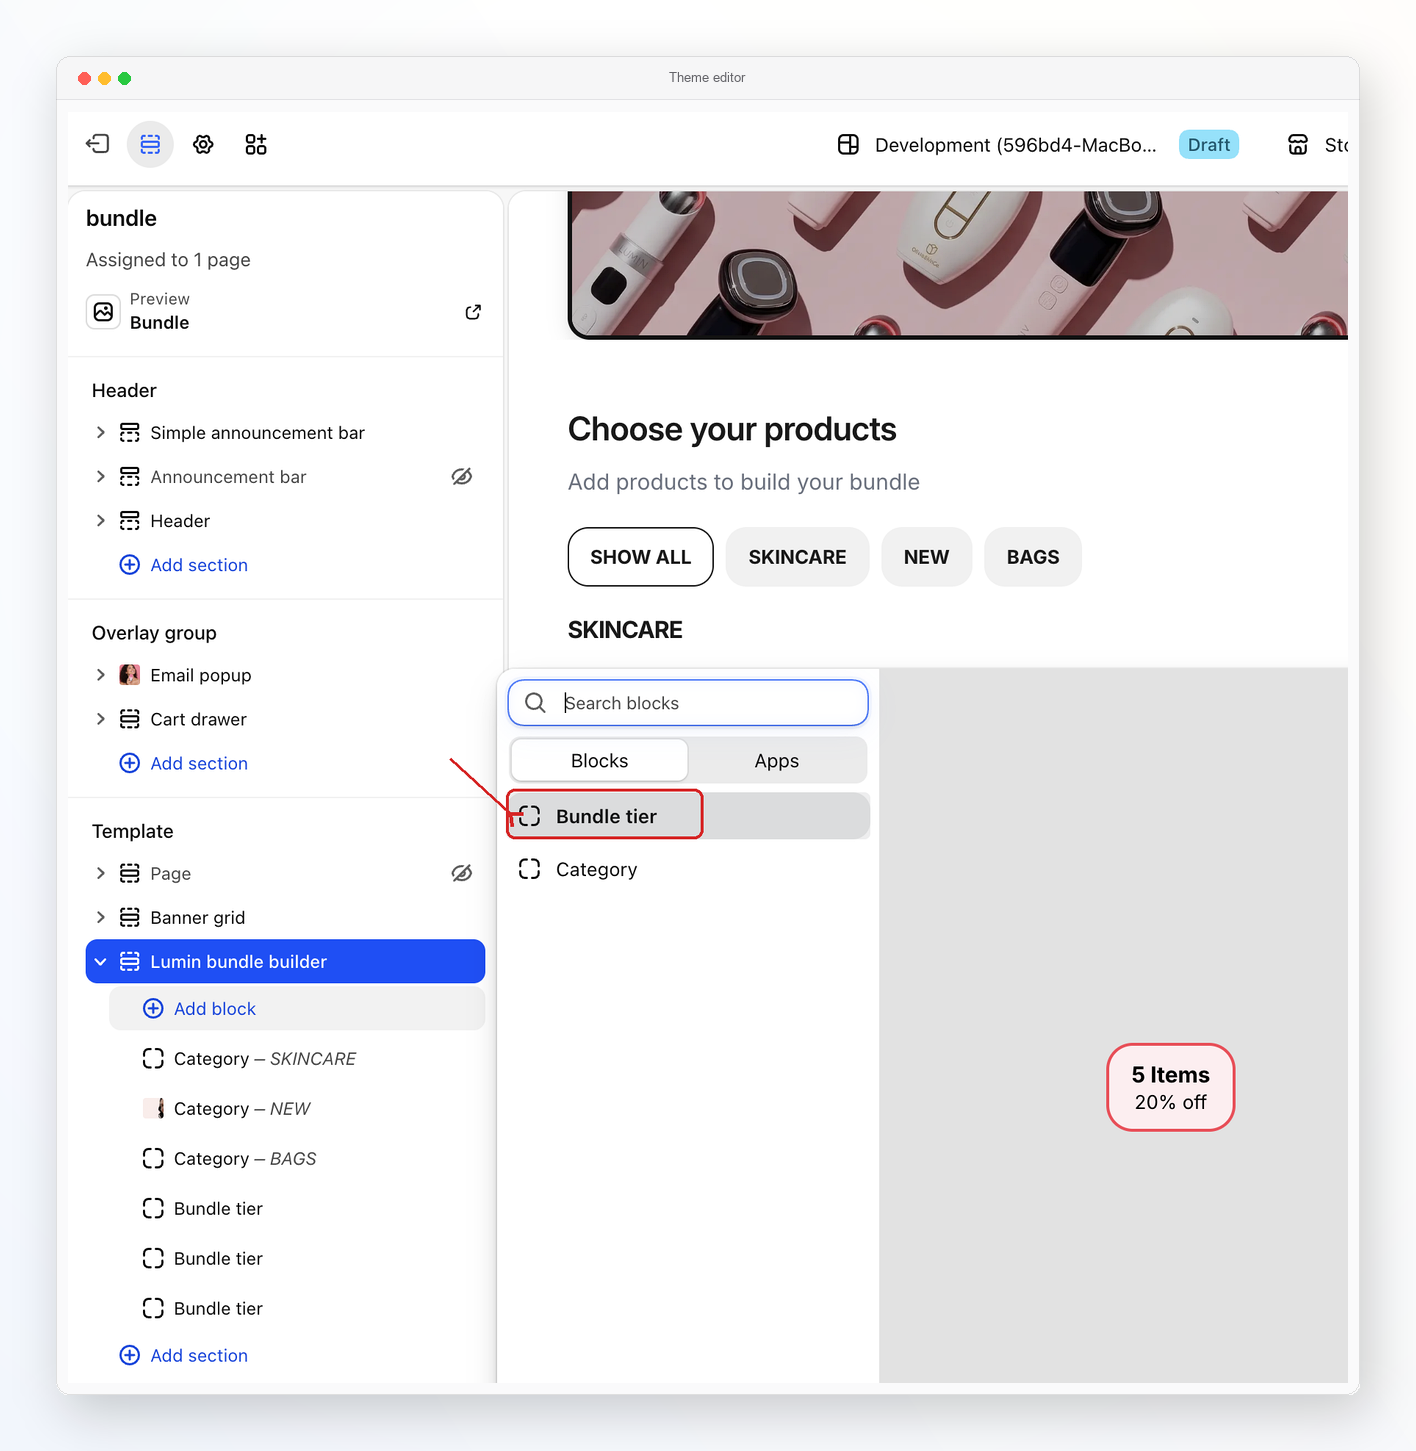 Theme editor
Development (596bd4-MacBo...
Draft
Sto
bundle
Assigned to 1 page
Preview
Bundle
Header
Simple announcement bar
Announcement bar
Header
Add section
Overlay group
Email popup
Cart drawer
Add section
Template
Page
Banner grid
Lumin bundle builder
Add block
Category – SKINCARE
Category – NEW
Category – BAGS
Bundle tier
Bundle tier
Bundle tier
Add section
LUMIN
Choose your products
Add products to build your bundle
SHOW ALL
SKINCARE
NEW
BAGS
SKINCARE
Search blocks
Blocks
Apps
Bundle tier
Category
5 Items
20% off